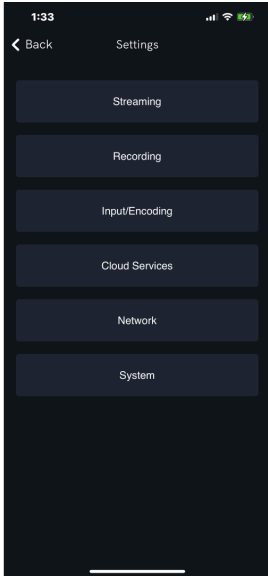 1:33
Back
Settings
Streaming
Recording
Input/Encoding
Cloud Services
Network
System